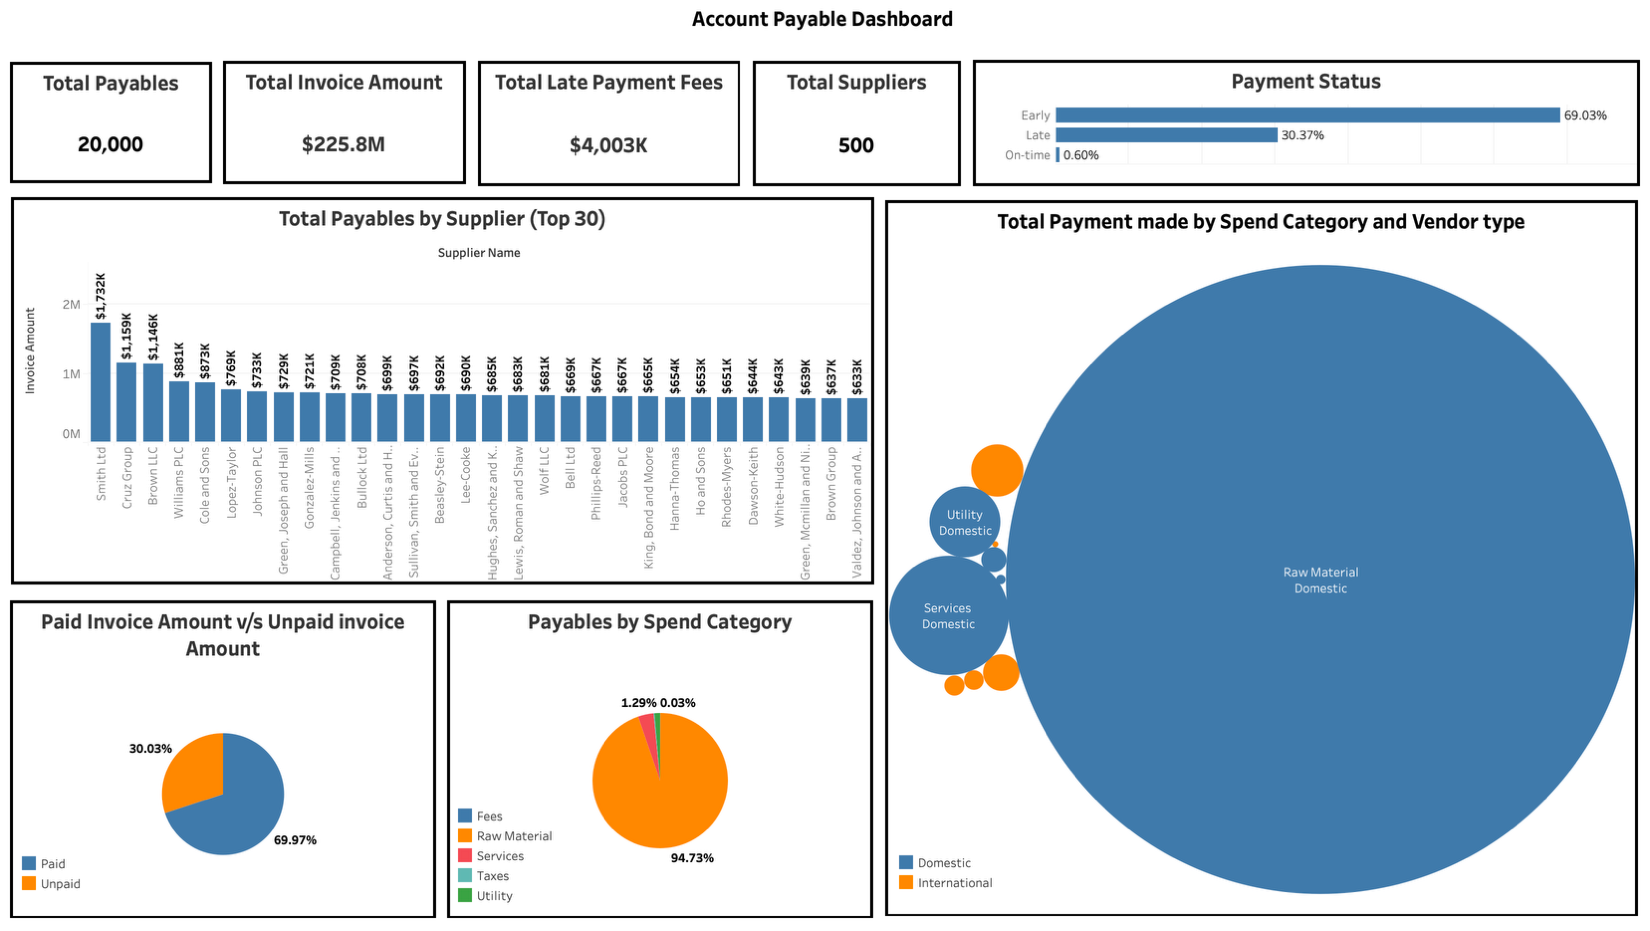 Account Payable Dashboard
Total Payables
20,000
Total Invoice Amount
$225.8M
Total Late Payment Fees
$4,003K
Total Suppliers
500
Payment Status
Early
69.03%
Late
30.37%
On-time
0.60%
Total Payables by Supplier (Top 30)
Supplier Name
Invoice Amount
2M
1M
0M
$1,732K
$1,159K
$1,146K
$881K
$873K
$769K
$733K
$729K
$721K
$709K
$708K
$699K
$697K
$692K
$690K
$685K
$683K
$681K
$669K
$667K
$667K
$665K
$654K
$653K
$651K
$644K
$643K
$639K
$637K
$633K
Smith Ltd
Cruz Group
Brown LLC
Williams PLC
Cole and Sons
Lopez-Taylor
Johnson PLC
Green, Joseph and Hall
Gonzalez-Mills
Campbell, Jenkins and ..
Bullock Ltd
Anderson, Curtis and H..
Sullivan, Smith and Ev..
Beasley-Stein
Lee-Cooke
Hughes, Sanchez and K..
Lewis, Roman and Shaw
Wolf LLC
Bell Ltd
Phillips-Reed
Jacobs PLC
King, Bond and Moore
Hanna-Thomas
Ho and Sons
Rhodes-Myers
Dawson-Keith
White-Hudson
Green, Mcmillan and Ni..
Brown Group
Valdez, Johnson and A..
Total Payment made by Spend Category and Vendor type
Utility
Domestic
Services
Domestic
Raw Material
Domestic
Domestic
International
Paid Invoice Amount v/s Unpaid invoice
Amount
30.03%
69.97%
Paid
Unpaid
Payables by Spend Category
1.29% 0.03%
94.73%
Fees
Raw Material
Services
Taxes
Utility